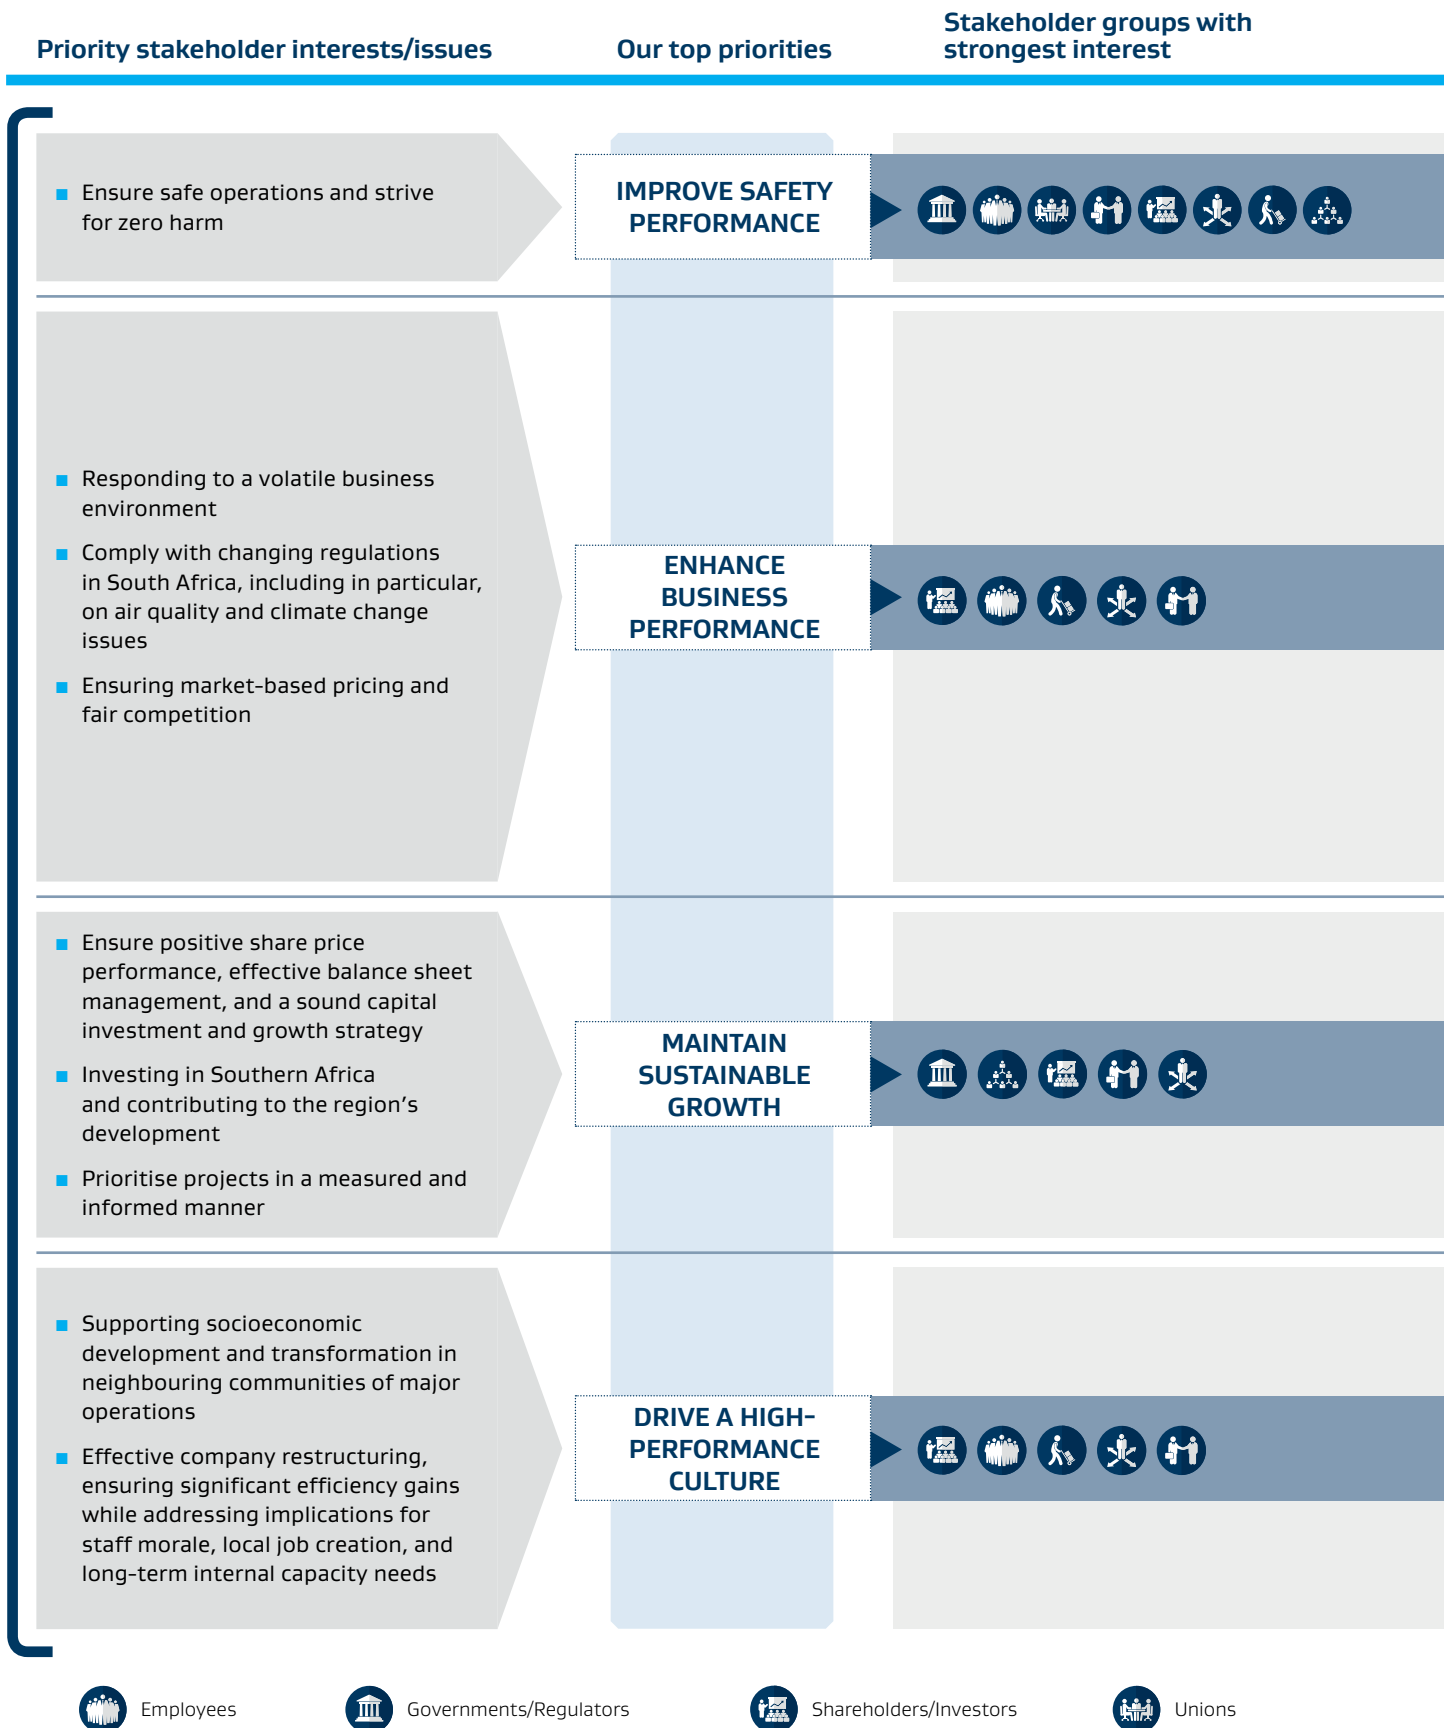 Priority stakeholder interests/issues
Our top priorities
Stakeholder groups with
strongest interest
■ Ensure safe operations and strive
for zero harm
IMPROVE SAFETY
PERFORMANCE
■ Responding to a volatile business
environment
■ Comply with changing regulations
in South Africa, including in particular,
on air quality and climate change
issues
■ Ensuring market-based pricing and
fair competition
ENHANCE
BUSINESS
PERFORMANCE
■ Ensure positive share price
performance, effective balance sheet
management, and a sound capital
investment and growth strategy
■ Investing in Southern Africa
and contributing to the region's
development
■ Prioritise projects in a measured and
informed manner
MAINTAIN
SUSTAINABLE
GROWTH
■ Supporting socioeconomic
development and transformation in
neighbouring communities of major
operations
■ Effective company restructuring,
ensuring significant efficiency gains
while addressing implications for
staff morale, local job creation, and
long-term internal capacity needs
DRIVE A HIGH-
PERFORMANCE
CULTURE
Employees
Governments/Regulators
Shareholders/Investors
Unions